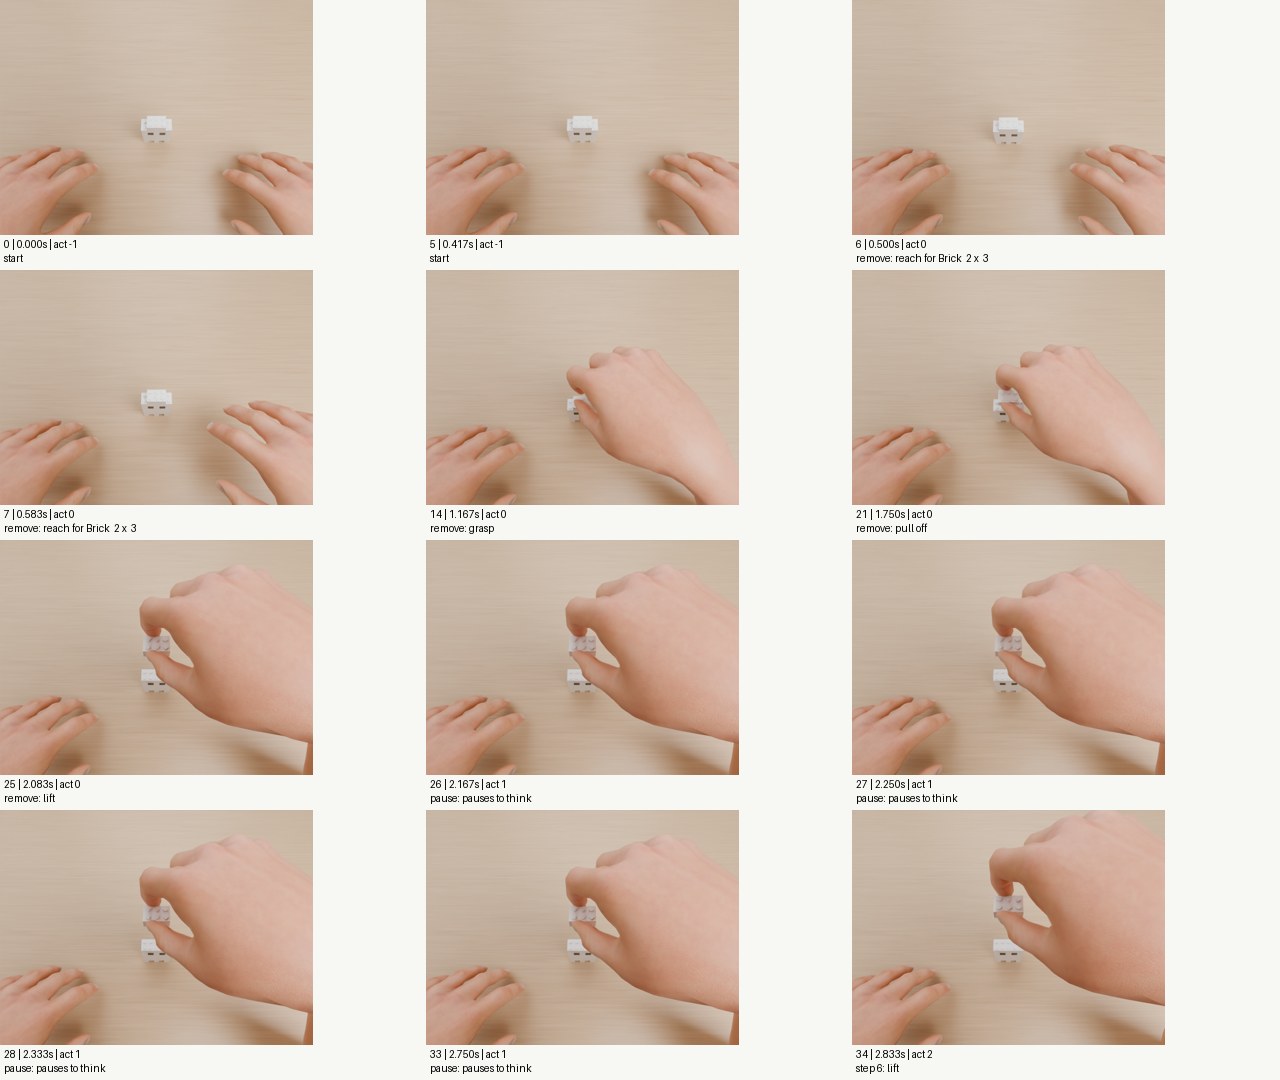 0 | 0.000s | act -1
start
5 | 0.417s | act -1
start
6 | 0.500s | act 0
remove: reach for Brick  2 x  3
7 | 0.583s | act 0
remove: reach for Brick  2 x  3
14 | 1.167s | act 0
remove: grasp
21 | 1.750s | act 0
remove: pull off
25 | 2.083s | act 0
remove: lift
26 | 2.167s | act 1
pause: pauses to think
27 | 2.250s | act 1
pause: pauses to think
28 | 2.333s | act 1
pause: pauses to think
33 | 2.750s | act 1
pause: pauses to think
34 | 2.833s | act 2
step 6: lift